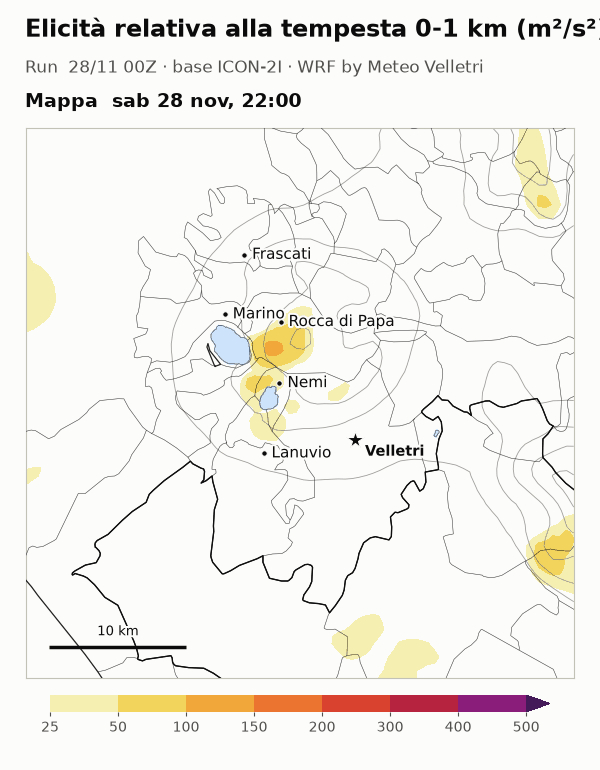 Elicità relativa alla tempesta 0-1 km (m²/s²)
Run 28/11 00Z · base ICON-2I · WRF by Meteo Velletri
Mappa sab 28 nov, 22:00
Frascati
Marino
Rocca di Papa
Nemi
Velletri
Lanuvio
10 km
25 50 100 150 200 300 400 500